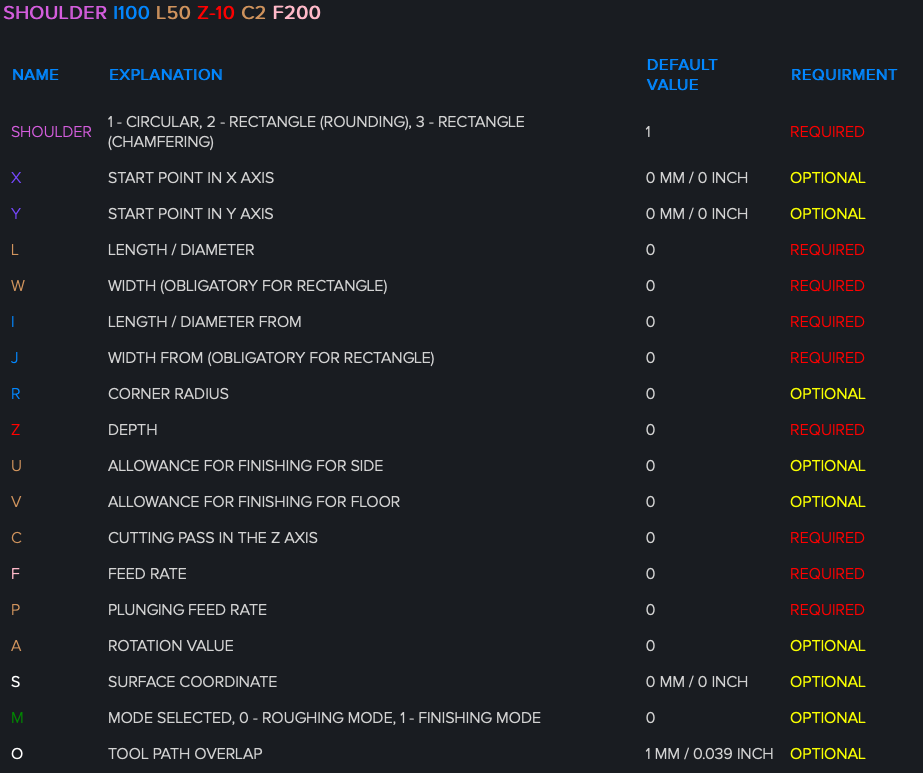 SHOULDER I100 L50 Z-10 C2 F200
NAME EXPLANATION DEFAULT VALUE REQUIRMENT
SHOULDER 1 - CIRCULAR, 2 - RECTANGLE (ROUNDING), 3 - RECTANGLE (CHAMFERING) 1 REQUIRED
X START POINT IN X AXIS 0 MM / 0 INCH OPTIONAL
Y START POINT IN Y AXIS 0 MM / 0 INCH OPTIONAL
L LENGTH / DIAMETER 0 REQUIRED
W WIDTH (OBLIGATORY FOR RECTANGLE) 0 REQUIRED
I LENGTH / DIAMETER FROM 0 REQUIRED
J WIDTH FROM (OBLIGATORY FOR RECTANGLE) 0 REQUIRED
R CORNER RADIUS 0 OPTIONAL
Z DEPTH 0 REQUIRED
U ALLOWANCE FOR FINISHING FOR SIDE 0 OPTIONAL
V ALLOWANCE FOR FINISHING FOR FLOOR 0 OPTIONAL
C CUTTING PASS IN THE Z AXIS 0 REQUIRED
F FEED RATE 0 REQUIRED
P PLUNGING FEED RATE 0 REQUIRED
A ROTATION VALUE 0 OPTIONAL
S SURFACE COORDINATE 0 MM / 0 INCH OPTIONAL
M MODE SELECTED, 0 - ROUGHING MODE, 1 - FINISHING MODE 0 OPTIONAL
O TOOL PATH OVERLAP 1 MM / 0.039 INCH OPTIONAL